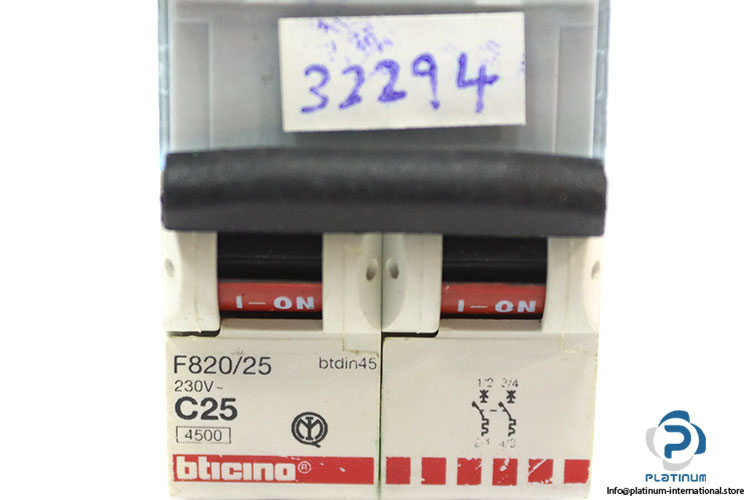 32294
I-ON I-ON
F820/25 btdin45
230V~
C25
4500
bticino®
1/2 3/4
PLATINUM
Info@platinum-international.store